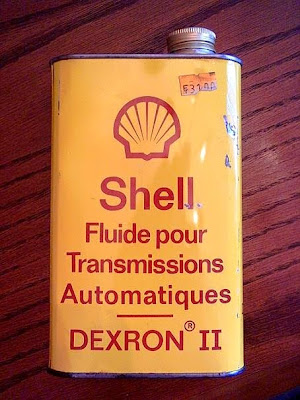 Shell
Fluide pour
Transmissions
Automatiques
DEXRON® II